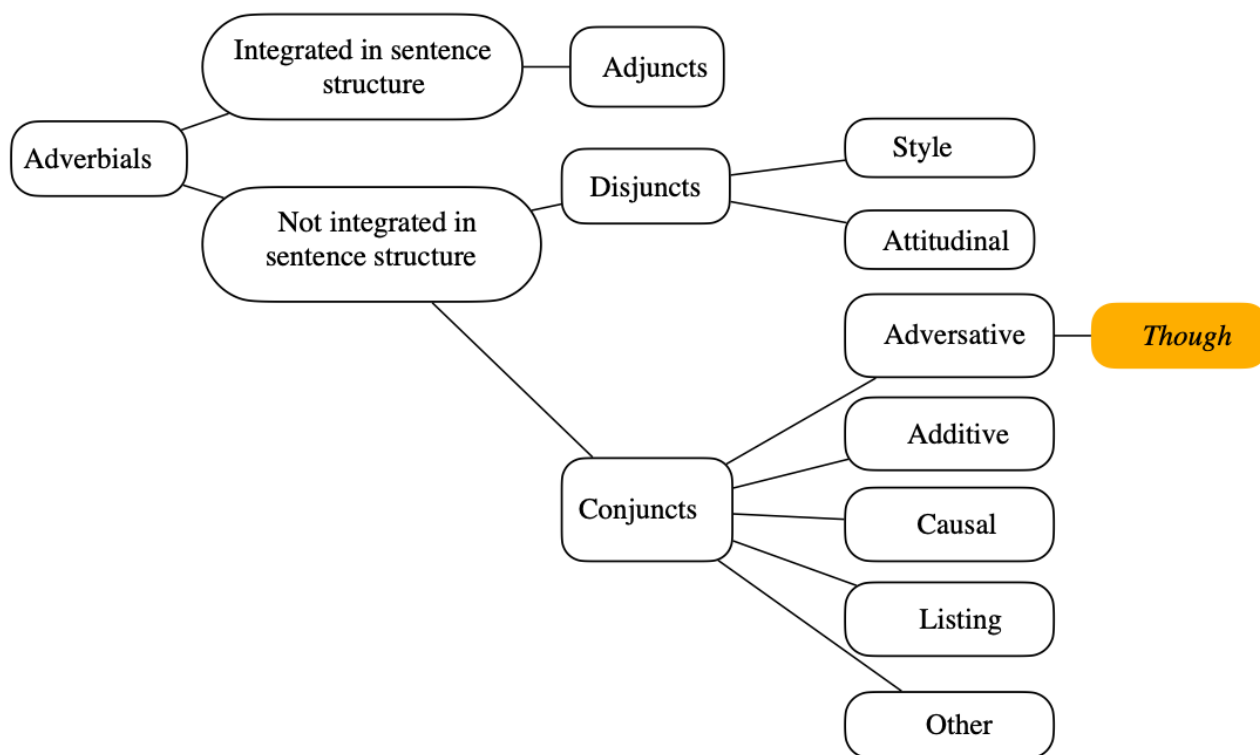 Integrated in sentence
structure
Adjuncts
Adverbials
Style
Disjuncts
Not integrated in
sentence structure
Attitudinal
Adversative
Though
Additive
Conjuncts
Causal
Listing
Other